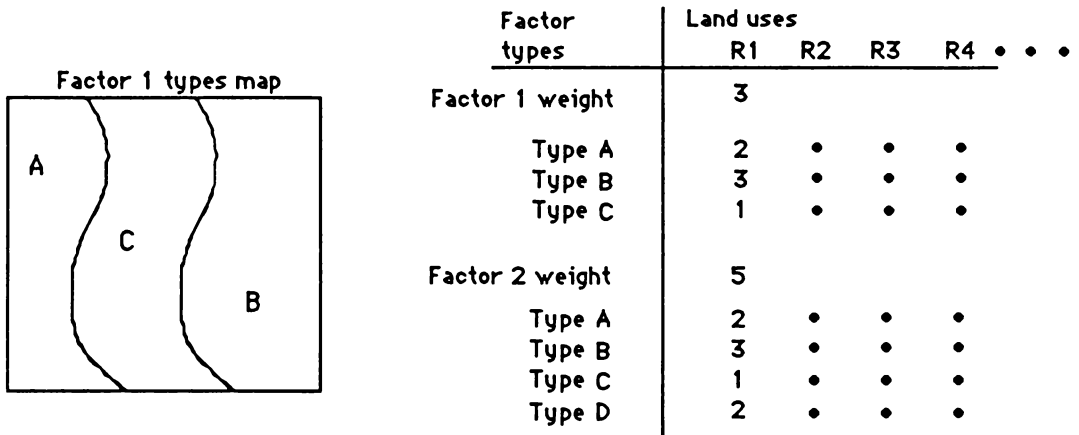 Factor 1 types map
A
C
B
Factor types
Land uses
R1 R2 R3 R4 • • •
Factor 1 weight 3
Type A 2 • • •
Type B 3 • • •
Type C 1 • • •
Factor 2 weight 5
Type A 2 • • •
Type B 3 • • •
Type C 1 • • •
Type D 2 • • •